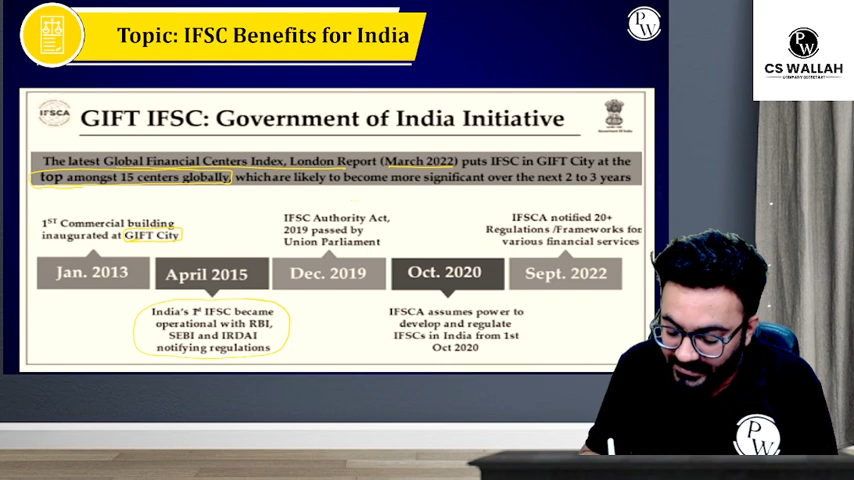 Topic: IFSC Benefits for India
PW
PW
CS WALLAH
COMPANY SECRETARY
IFSCA
GIFT IFSC: Government of India Initiative
Government Of India
The latest Global Financial Centers Index, London Report (March 2022) puts IFSC in GIFT City at the
top amongst 15 centers globally, which are likely to become more significant over the next 2 to 3 years
1ST Commercial building
inaugurated at GIFT City
IFSC Authority Act,
2019 passed by
Union Parliament
IFSCA notified 20+
Regulations /Frameworks for
various financial services
Jan. 2013
April 2015
Dec. 2019
Oct. 2020
Sept. 2022
India's 1st IFSC became
operational with RBI,
SEBI and IRDAI
notifying regulations
IFSCA assumes power to
develop and regulate
IFSCs in India from 1st
Oct 2020
PW